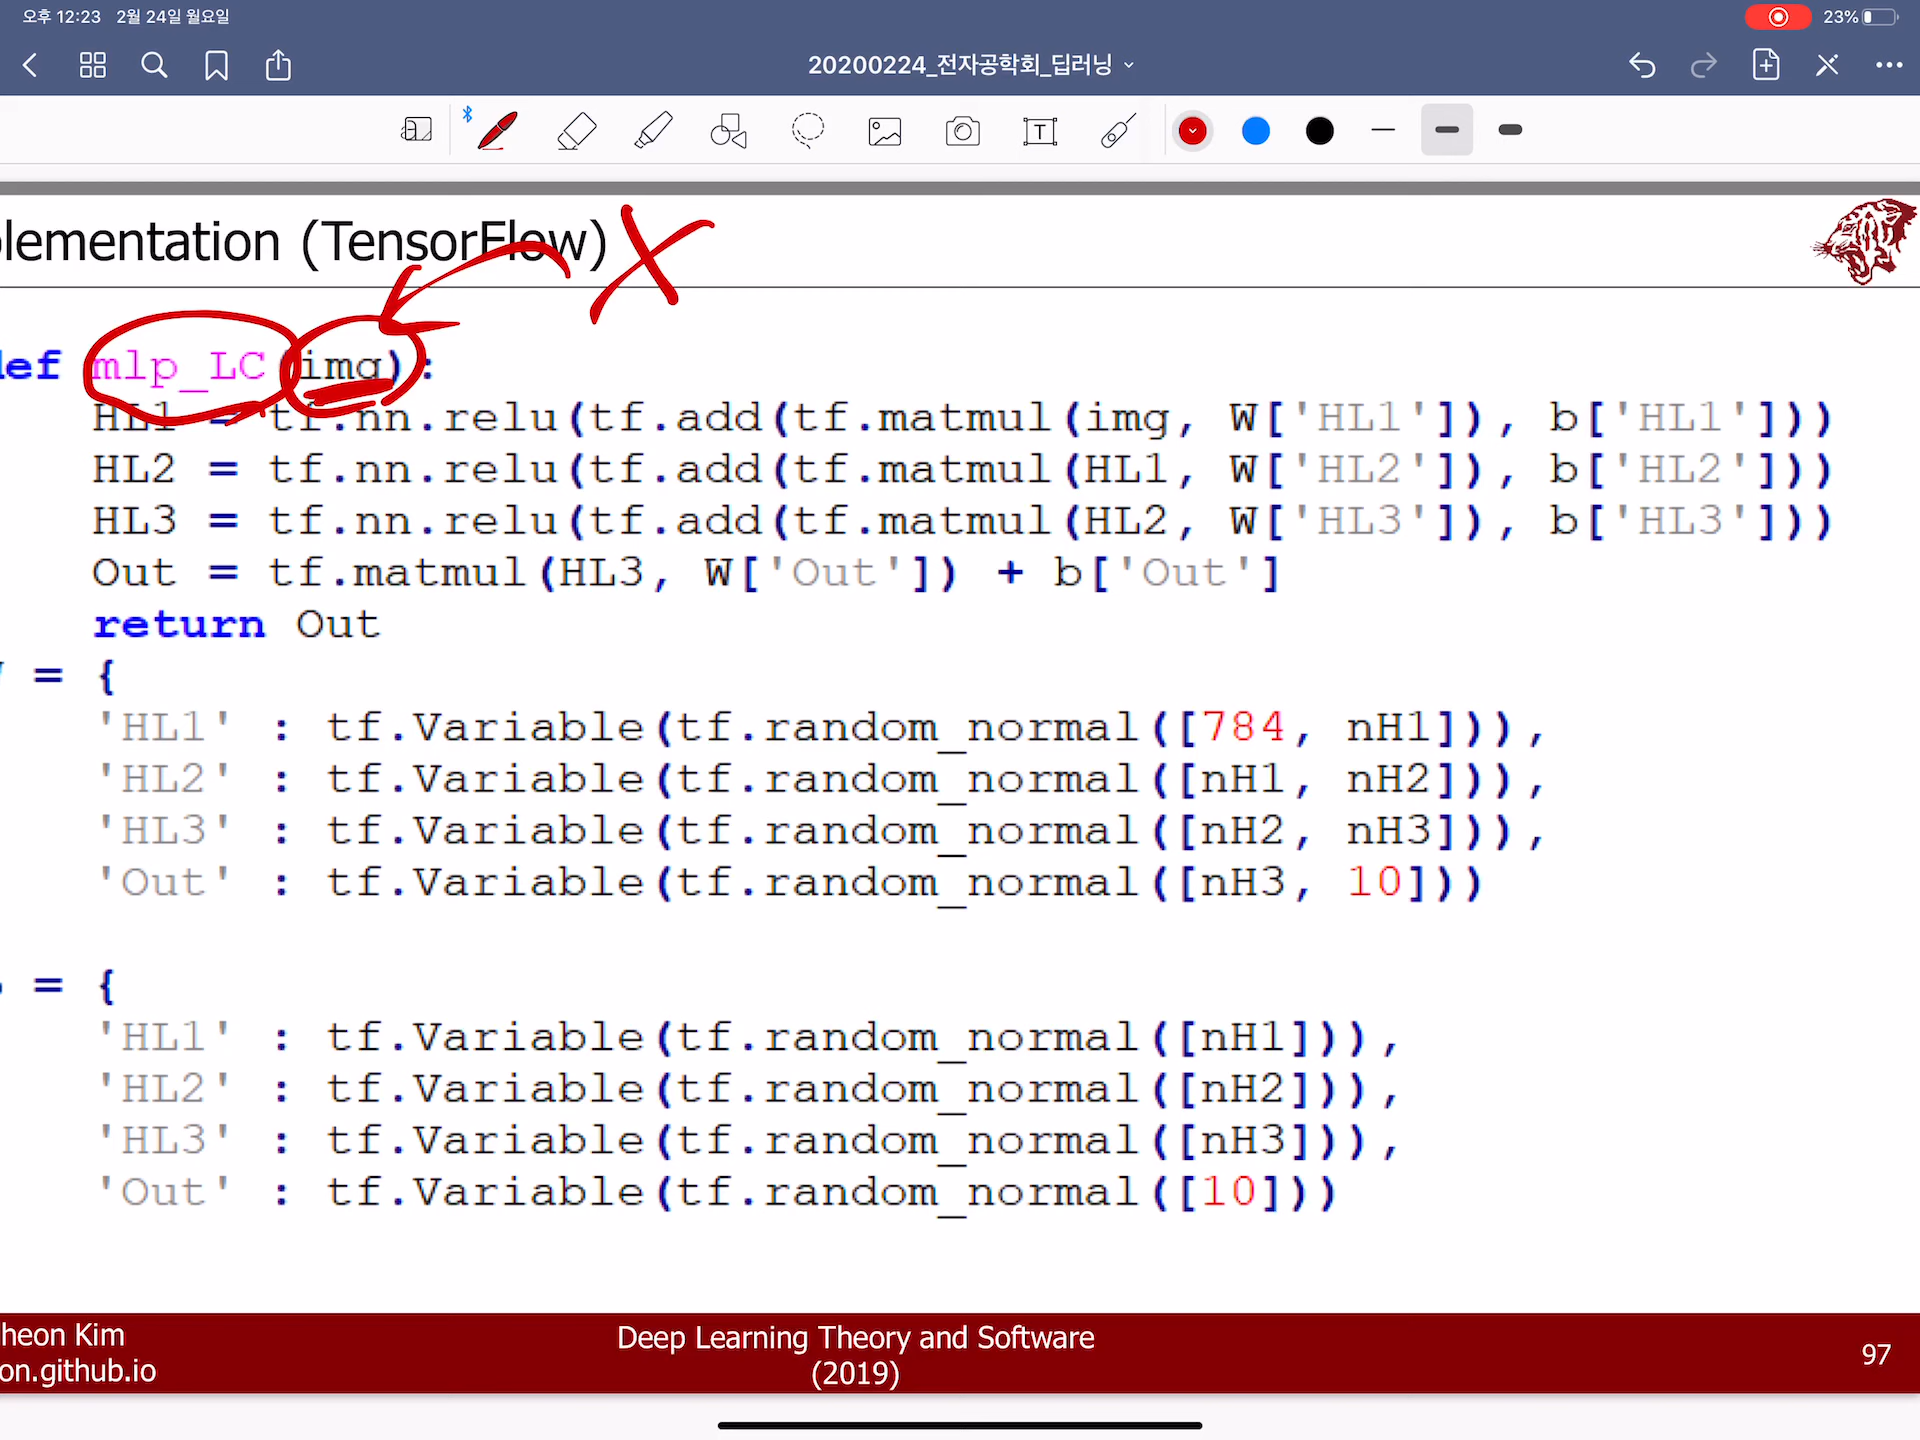 오후 12:23 2월 24일 월요일
23%
20200224_전자공학회_딥러닝
plementation (TensorFlow) X
def mlp_LC(img):
HL1 = tf.nn.relu(tf.add(tf.matmul(img, W['HL1']), b['HL1']))
HL2 = tf.nn.relu(tf.add(tf.matmul(HL1, W['HL2']), b['HL2']))
HL3 = tf.nn.relu(tf.add(tf.matmul(HL2, W['HL3']), b['HL3']))
Out = tf.matmul(HL3, W['Out']) + b['Out']
return Out
= {
'HL1' : tf.Variable(tf.random_normal([784, nH1])),
'HL2' : tf.Variable(tf.random_normal([nH1, nH2])),
'HL3' : tf.Variable(tf.random_normal([nH2, nH3])),
'Out' : tf.Variable(tf.random_normal([nH3, 10]))
= {
'HL1' : tf.Variable(tf.random_normal([nH1])),
'HL2' : tf.Variable(tf.random_normal([nH2])),
'HL3' : tf.Variable(tf.random_normal([nH3])),
'Out' : tf.Variable(tf.random_normal([10]))
heon Kim
on.github.io
Deep Learning Theory and Software
(2019)
97